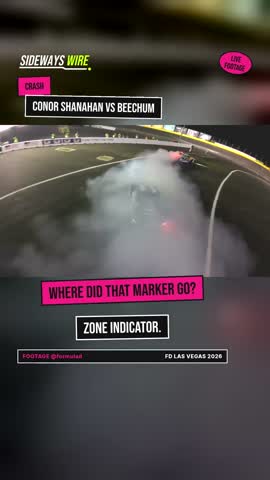 SIDEWAYS WIRE.
LIVE
FOOTAGE
CRASH
CONOR SHANAHAN VS BEECHUM
WHERE DID THAT MARKER GO?
ZONE INDICATOR.
FOOTAGE @formulad
FD LAS VEGAS 2026